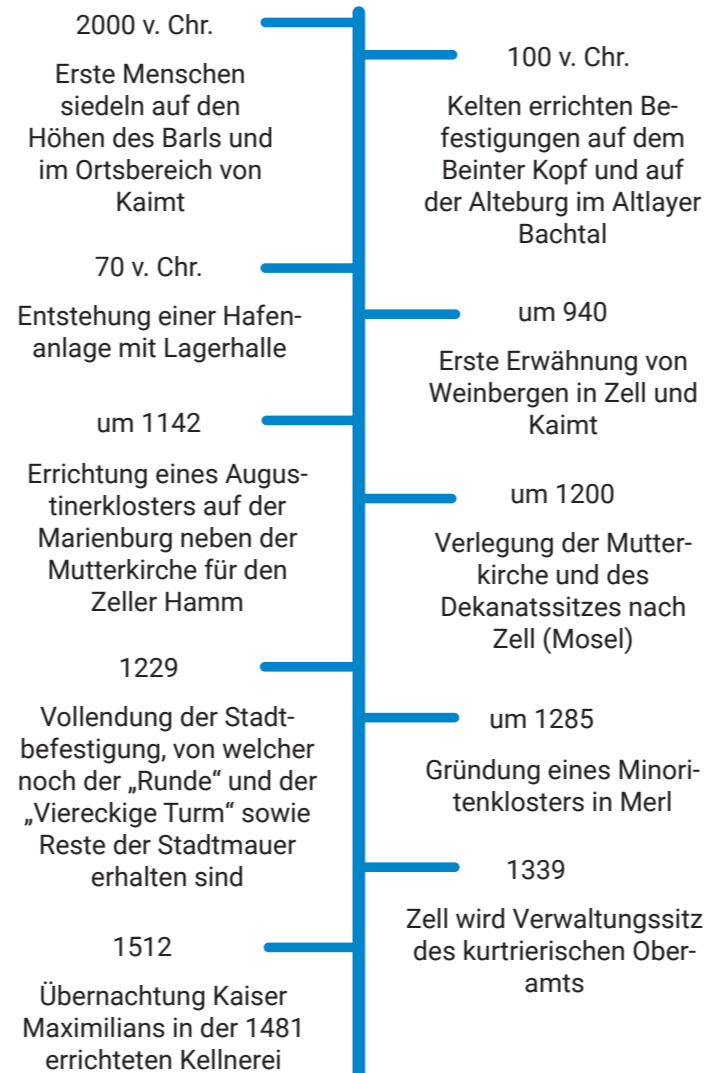 2000 v. Chr.
Erste Menschen
siedeln auf den
Höhen des Barls und
im Ortsbereich von
Kaimt
100 v. Chr.
Kelten errichten Be-
festigungen auf dem
Beinter Kopf und auf
der Alteburg im Altlayer
Bachtal
70 v. Chr.
Entstehung einer Hafen-
anlage mit Lagerhalle
um 940
Erste Erwähnung von
Weinbergen in Zell und
Kaimt
um 1142
Errichtung eines Augus-
tinerklosters auf der
Marienburg neben der
Mutterkirche für den
Zeller Hamm
um 1200
Verlegung der Mutter-
kirche und des
Dekanatssitzes nach
Zell (Mosel)
1229
Vollendung der Stadt-
befestigung, von welcher
noch der „Runde“ und der
„Viereckige Turm“ sowie
Reste der Stadtmauer
erhalten sind
um 1285
Gründung eines Minori-
tenklosters in Merl
1339
Zell wird Verwaltungssitz
des kurtrierischen Ober-
amts
1512
Übernachtung Kaiser
Maximilians in der 1481
errichteten Kellnerei